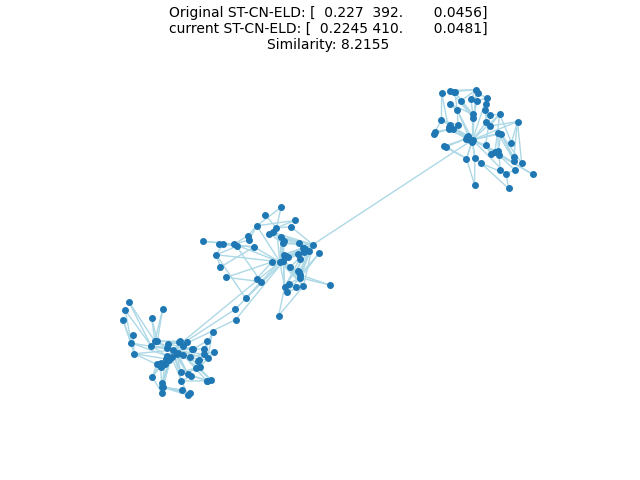 Original ST-CN-ELD: [  0.227  392.       0.0456]
current ST-CN-ELD: [  0.2245 410.       0.0481]
Similarity: 8.2155